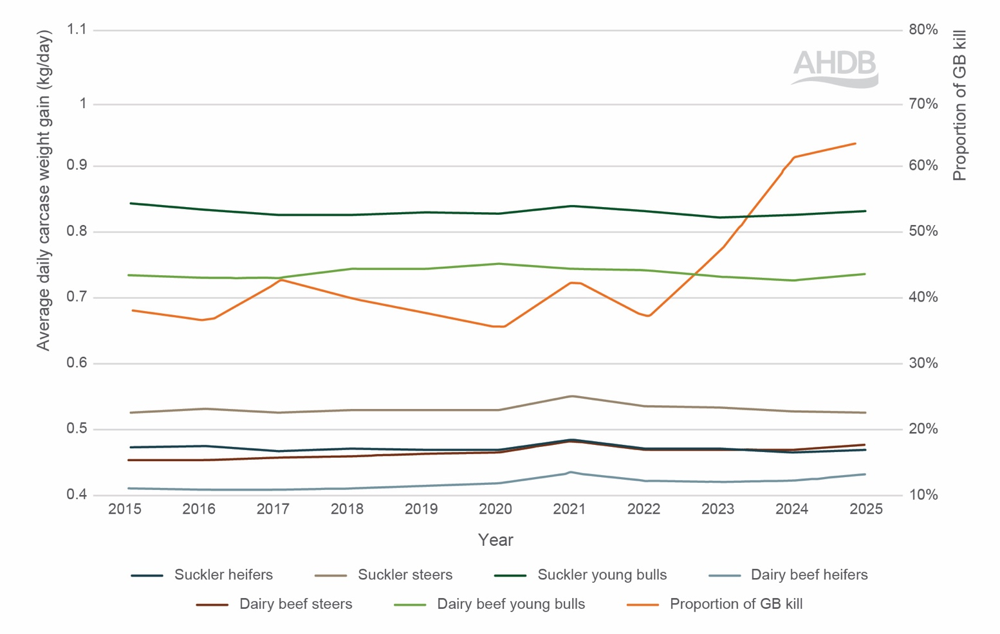 1.1
1
0.9
0.8
0.7
0.6
0.5
0.4
Average daily carcase weight gain (kg/day)
80%
70%
60%
50%
40%
30%
20%
10%
Proportion of GB kill
AHDB
2015 2016 2017 2018 2019 2020 2021 2022 2023 2024 2025
Year
Suckler heifers Suckler steers Suckler young bulls Dairy beef heifers
Dairy beef steers Dairy beef young bulls Proportion of GB kill